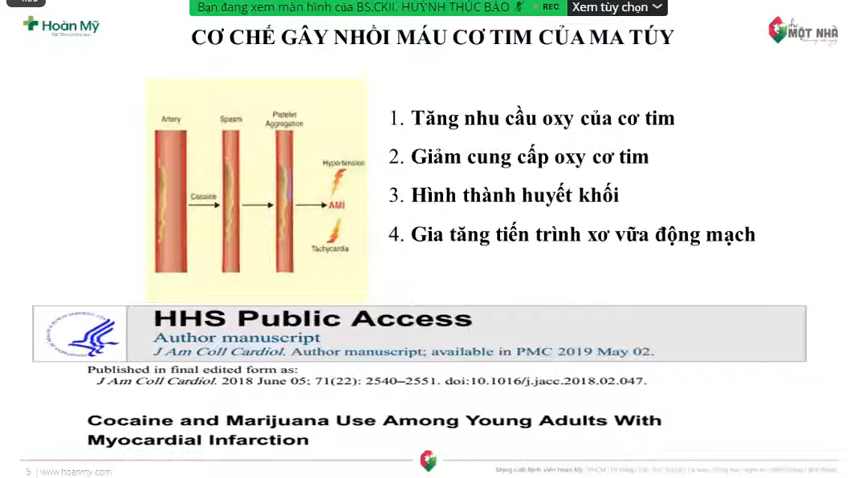 Bạn đang xem màn hình của BS.CKII. HUỲNH THÚC BẢO
REC
Xem tùy chọn
Hoàn Mỹ
MỘT NHÀ
CƠ CHẾ GÂY NHỒI MÁU CƠ TIM CỦA MA TÚY
Artery
Spasm
Platelet
Aggregation
Cocaine
Hypertension
AMI
Tachycardia
1. Tăng nhu cầu oxy của cơ tim
2. Giảm cung cấp oxy cơ tim
3. Hình thành huyết khối
4. Gia tăng tiến trình xơ vữa động mạch
HHS Public Access
Author manuscript
J Am Coll Cardiol. Author manuscript; available in PMC 2019 May 02.
Published in final edited form as:
J Am Coll Cardiol. 2018 June 05; 71(22): 2540–2551. doi:10.1016/j.jacc.2018.02.047.
Cocaine and Marijuana Use Among Young Adults With
Myocardial Infarction
5 | www.hoanmy.com